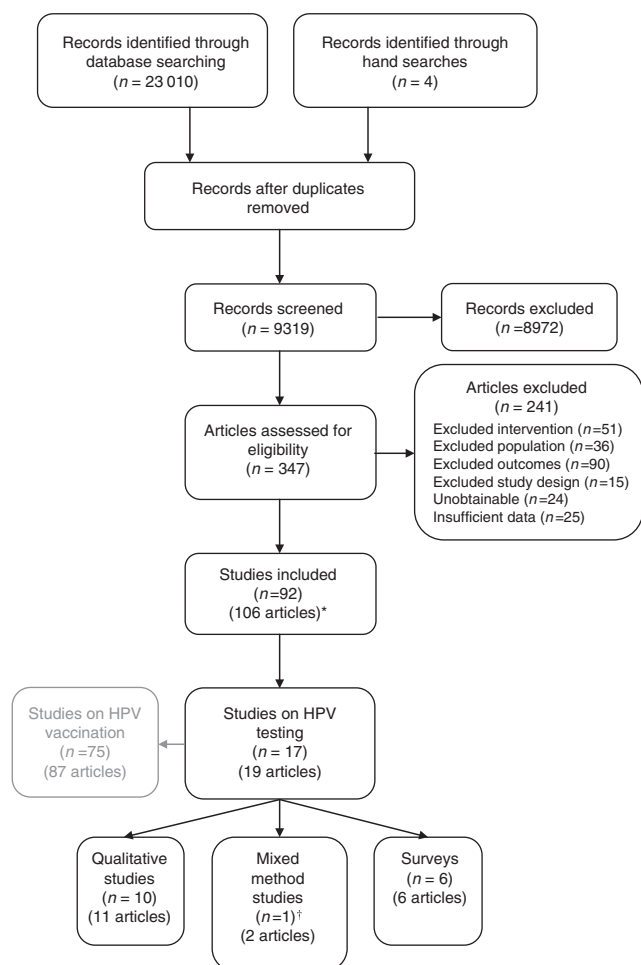 Records identified through
database searching
(n = 23 010)
Records identified through
hand searches
(n = 4)
Records after duplicates
removed
Records screened
(n = 9319)
Records excluded
(n=8972)
Articles assessed for
eligibility
(n = 347)
Articles excluded
(n = 241)
Excluded intervention (n=51)
Excluded population (n=36)
Excluded outcomes (n=90)
Excluded study design (n=15)
Unobtainable (n=24)
Insufficient data (n=25)
Studies included
(n=92)
(106 articles)*
Studies on HPV
vaccination
(n=75)
(87 articles)
Studies on HPV
testing
(n = 17)
(19 articles)
Qualitative
studies
(n = 10)
(11 articles)
Mixed
method
studies
(n=1)†
(2 articles)
Surveys
(n = 6)
(6 articles)